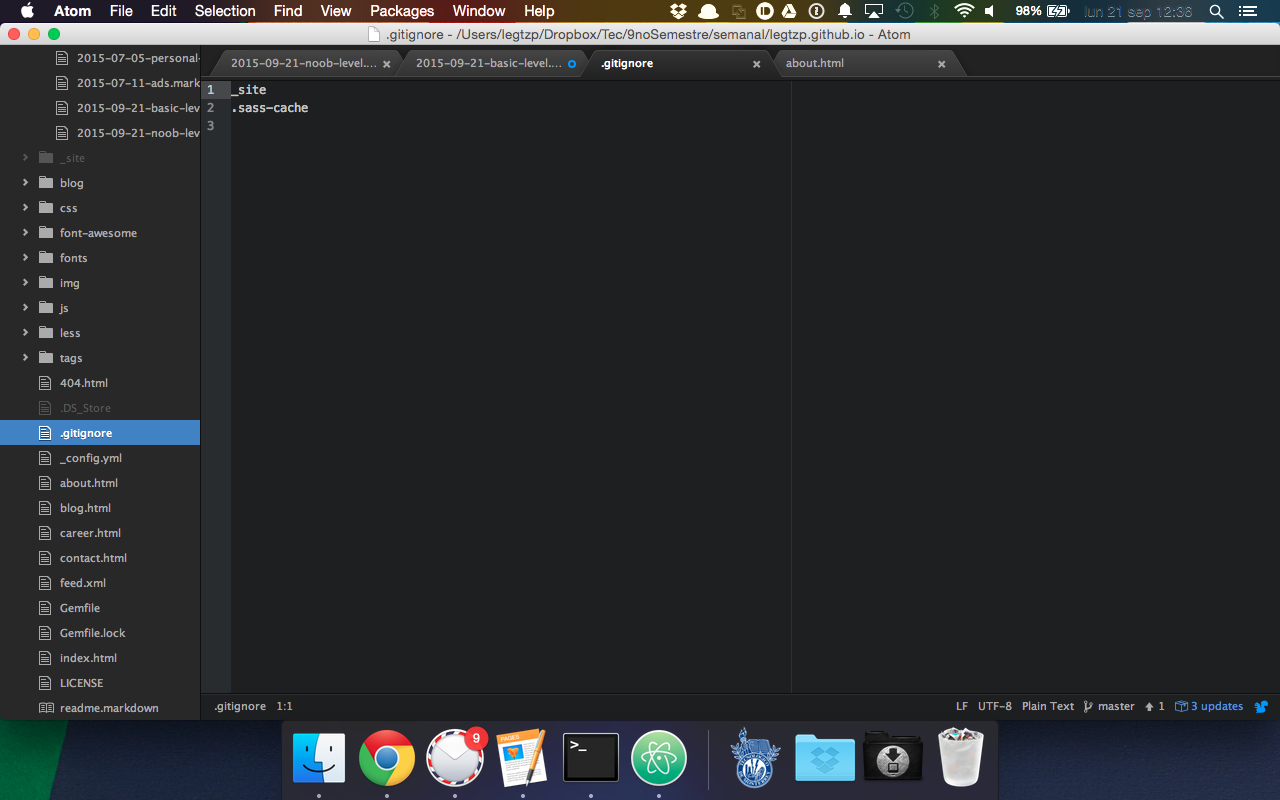 Atom File Edit Selection Find View Packages Window Help 98% lun 21 sep 12:36
.gitignore - /Users/legtzp/Dropbox/Tec/9noSemestre/semanal/legtzp.github.io - Atom
2015-09-21-noob-level.... 2015-09-21-basic-level.... .gitignore about.html
2015-07-05-personal-
2015-07-11-ads.mark
2015-09-21-basic-lev
2015-09-21-noob-lev
_site
blog
css
font-awesome
fonts
img
js
less
tags
404.html
.DS_Store
.gitignore
_config.yml
about.html
blog.html
career.html
contact.html
feed.xml
Gemfile
Gemfile.lock
index.html
LICENSE
readme.markdown
1 _site
2 .sass-cache
3
.gitignore 1:1 LF UTF-8 Plain Text master 1 3 updates
9
PAGES
>_